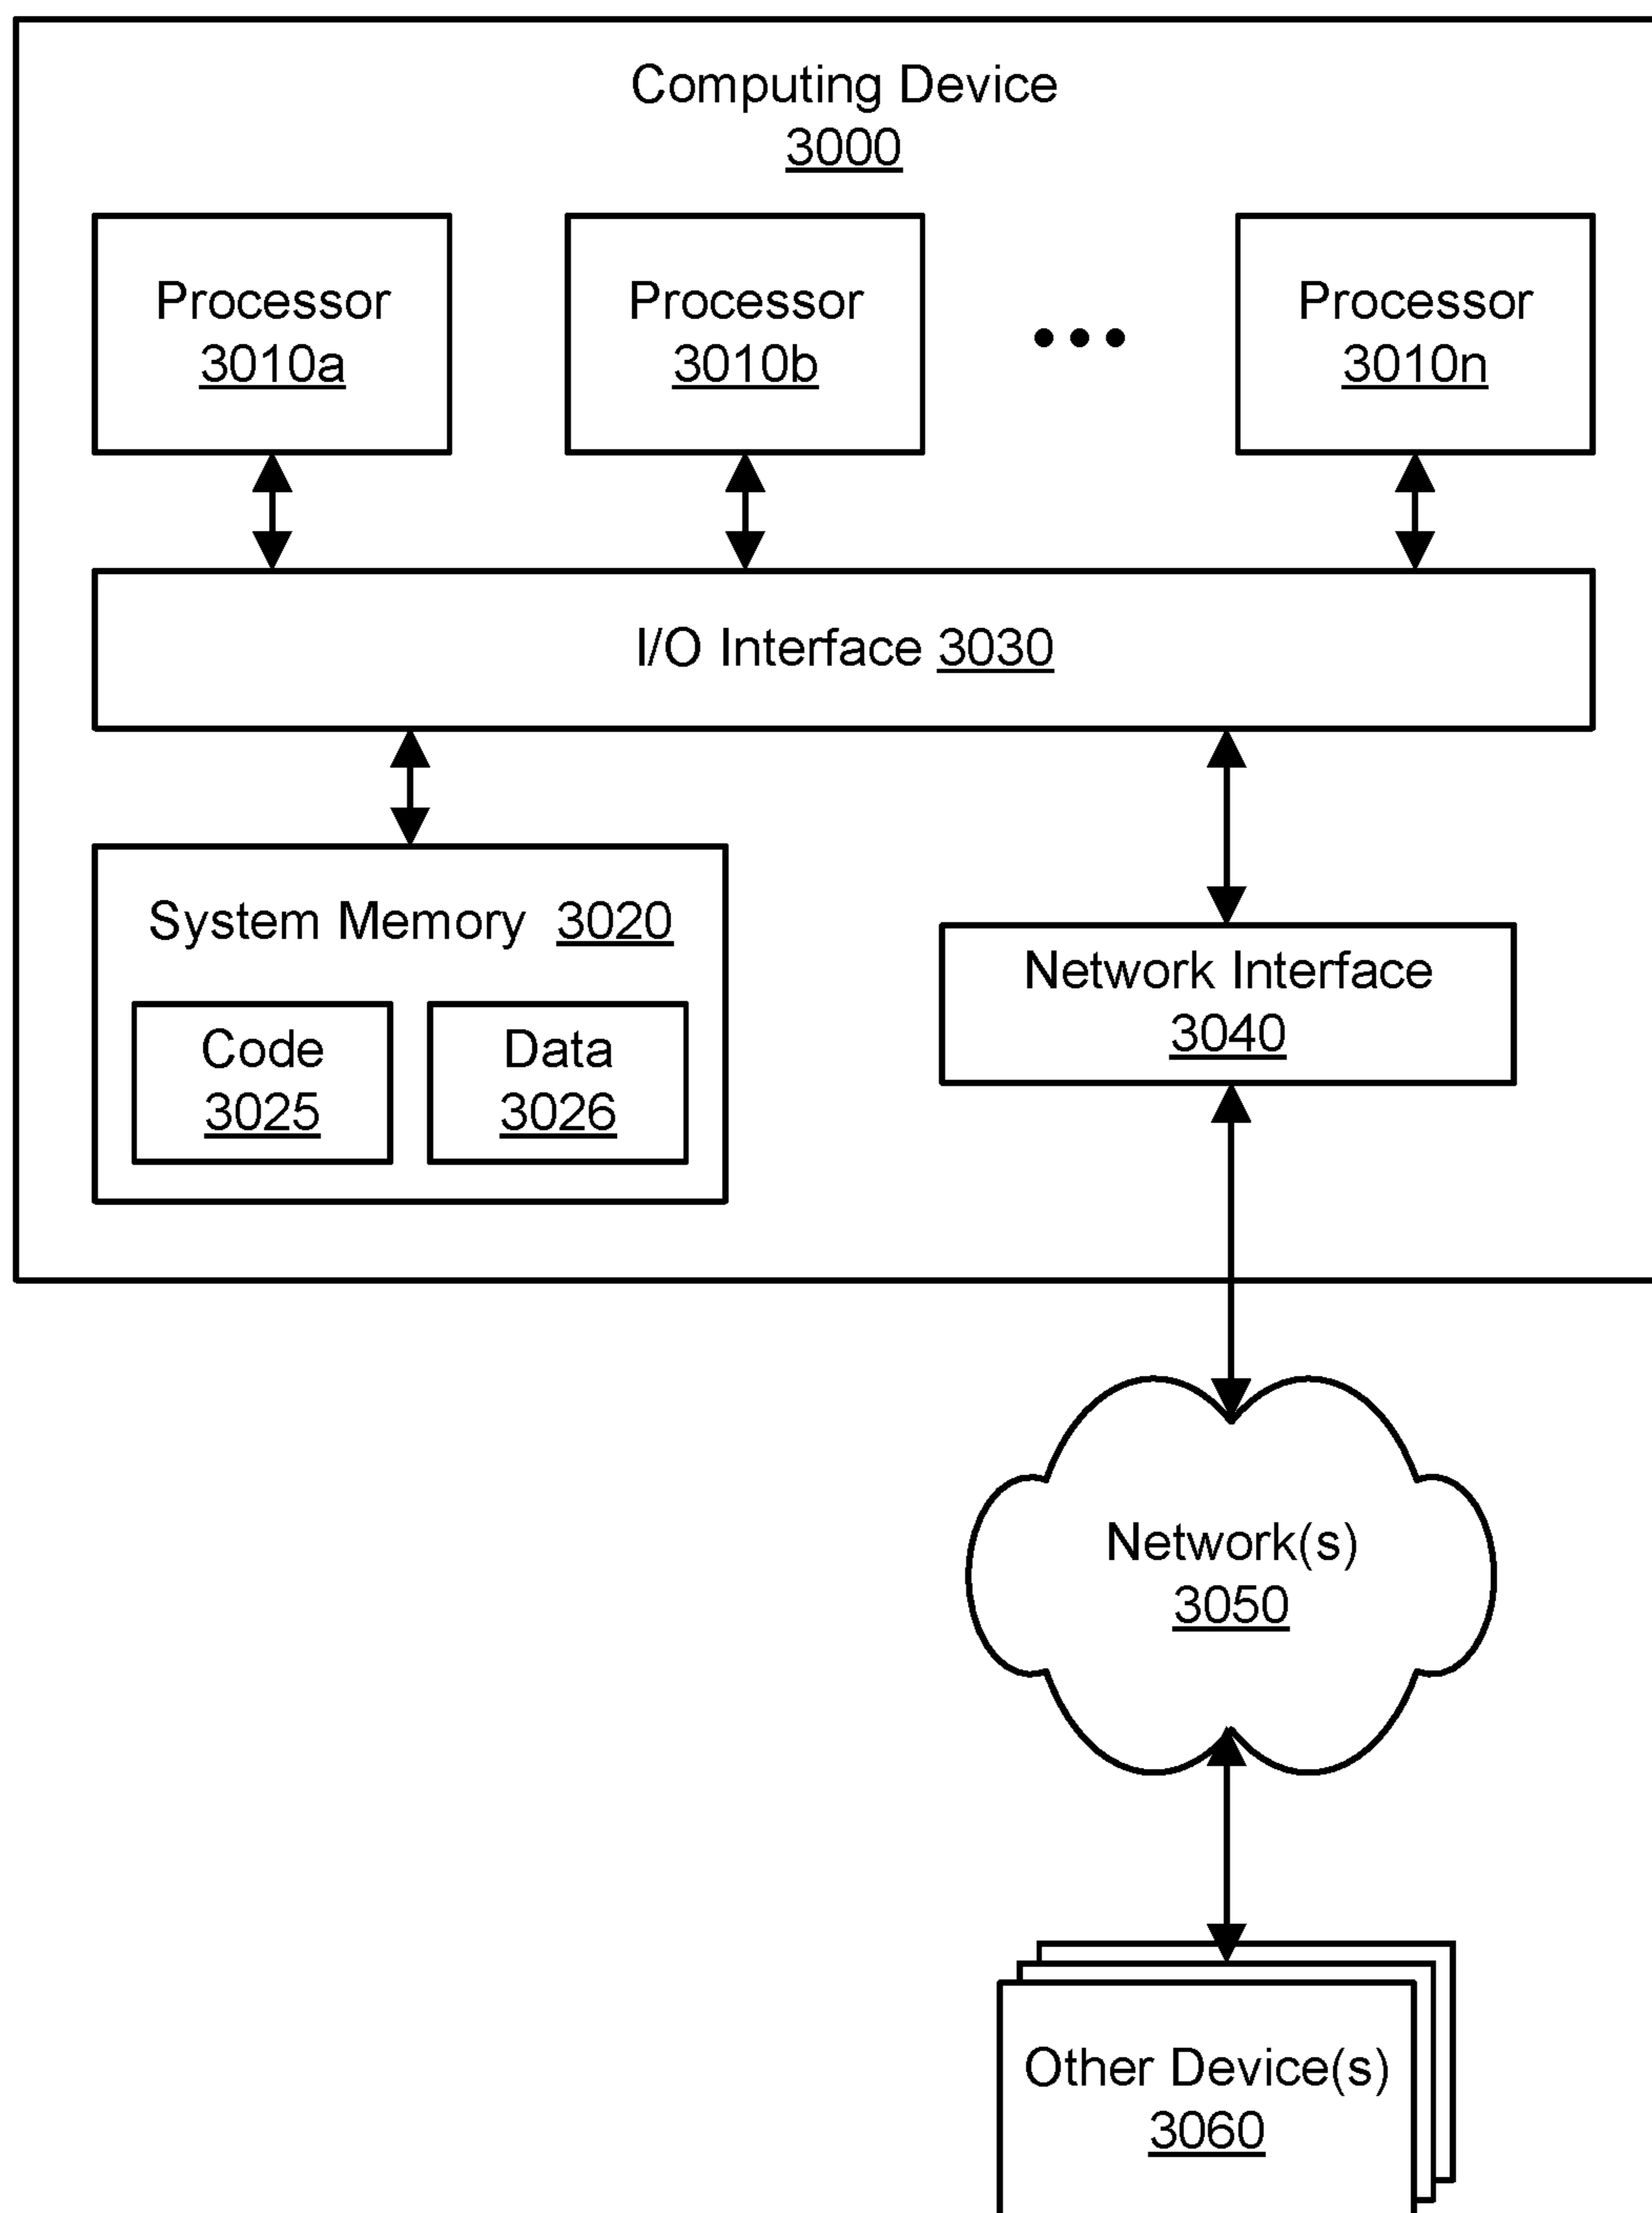 Computing Device
3000
Processor
3010a
Processor
3010b
Processor
3010n
I/O Interface 3030
System Memory 3020
Code
3025
Data
3026
Network Interface
3040
Network(s)
3050
Other Device(s)
3060